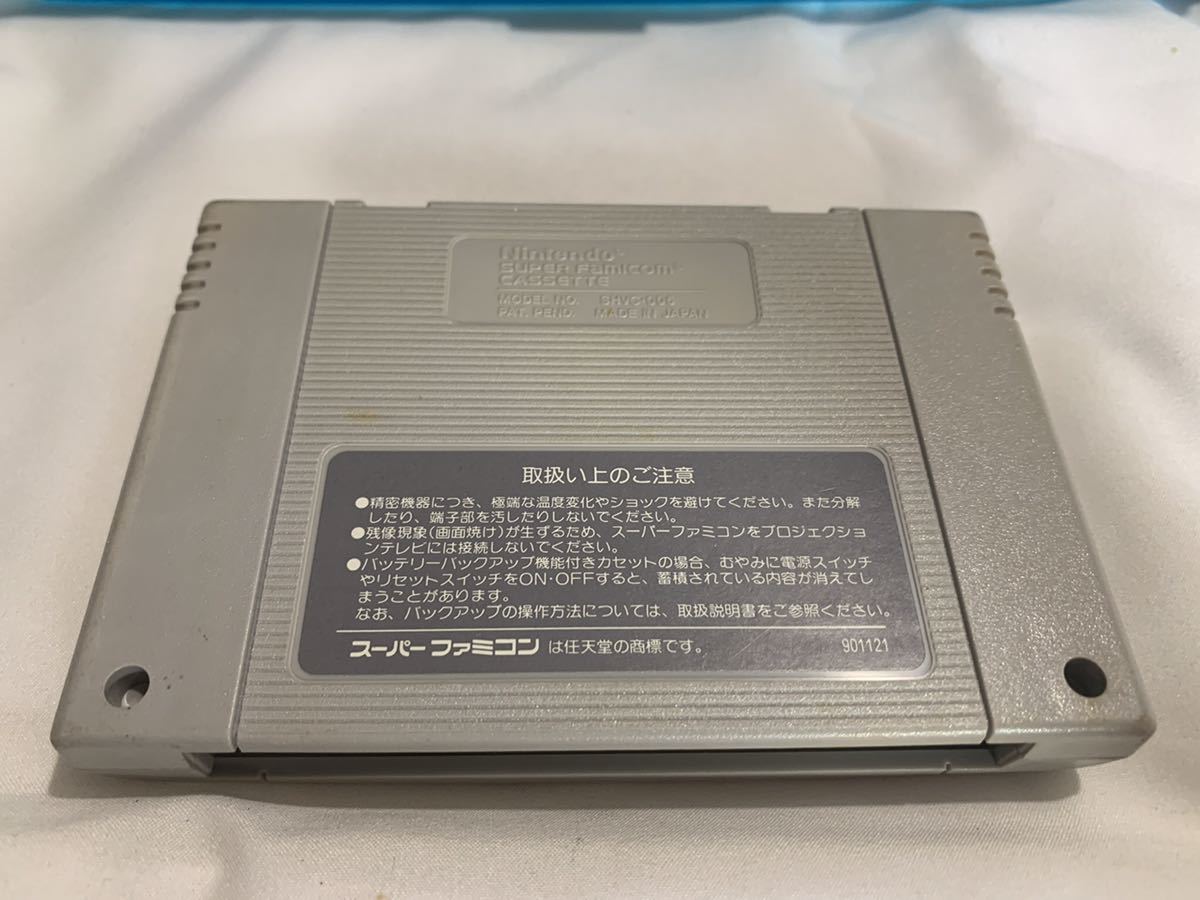 Nintendo
SUPER Famicom
CASSETTE
MODEL NO. SHVC-006
PAT. PEND. MADE IN JAPAN
取扱い上のご注意
●精密機器につき、極端な温度変化やショックを避けてください。また分解
したり、端子部を汚したりしないでください。
●残像現象(画面焼け)が生ずるため、スーパーファミコンをプロジェクショ
ンテレビには接続しないでください。
●バッテリーバックアップ機能付きカセットの場合、むやみに電源スイッチ
やリセットスイッチをON・OFFすると、蓄積されている内容が消えてし
まうことがあります。
なお、バックアップの操作方法については、取扱説明書をご参照ください。
スーパーファミコン は任天堂の商標です。 901121